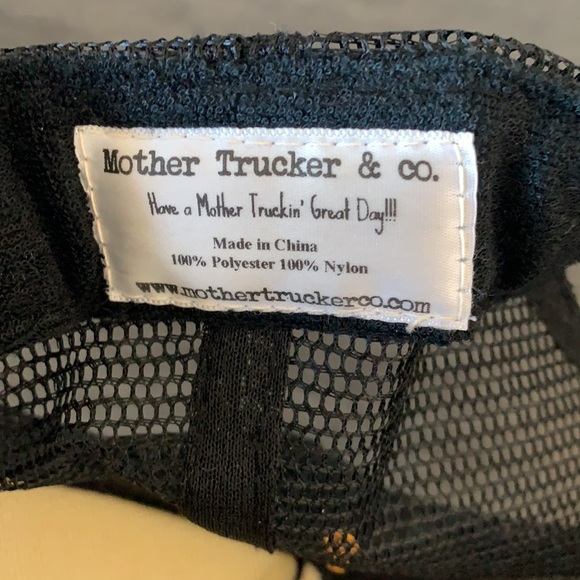 Mother Trucker & co.
Have a Mother Truckin' Great Day!!!
Made in China
100% Polyester 100% Nylon
www.mothertruckerco.com